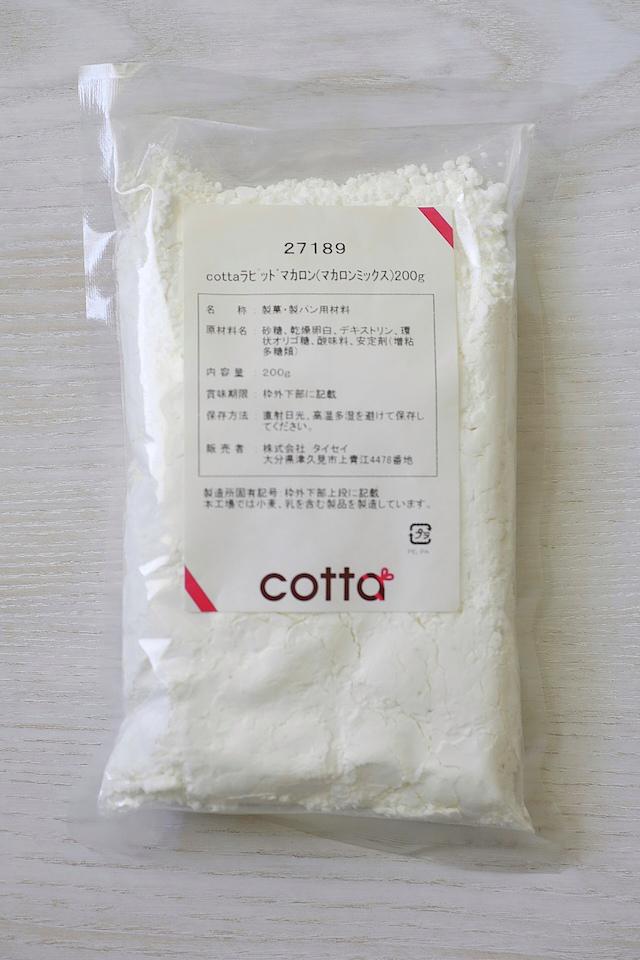 27189
cottaラピッドマカロン(マカロンミックス)200g
名 称 : 製菓・製パン用材料
原材料名 : 砂糖、乾燥卵白、デキストリン、環
状オリゴ糖、酸味料、安定剤(増粘
多糖類)
内容量 : 200g
賞味期限 : 枠外下部に記載
保存方法 : 直射日光、高温多湿を避けて保存し
てください。
販売者 : 株式会社 タイセイ
大分県津久見市上青江4478番地
製造所固有記号:枠外下部上段に記載
本工場では小麦、乳を含む製品を製造しています。
プラ
PE, PA
cotta